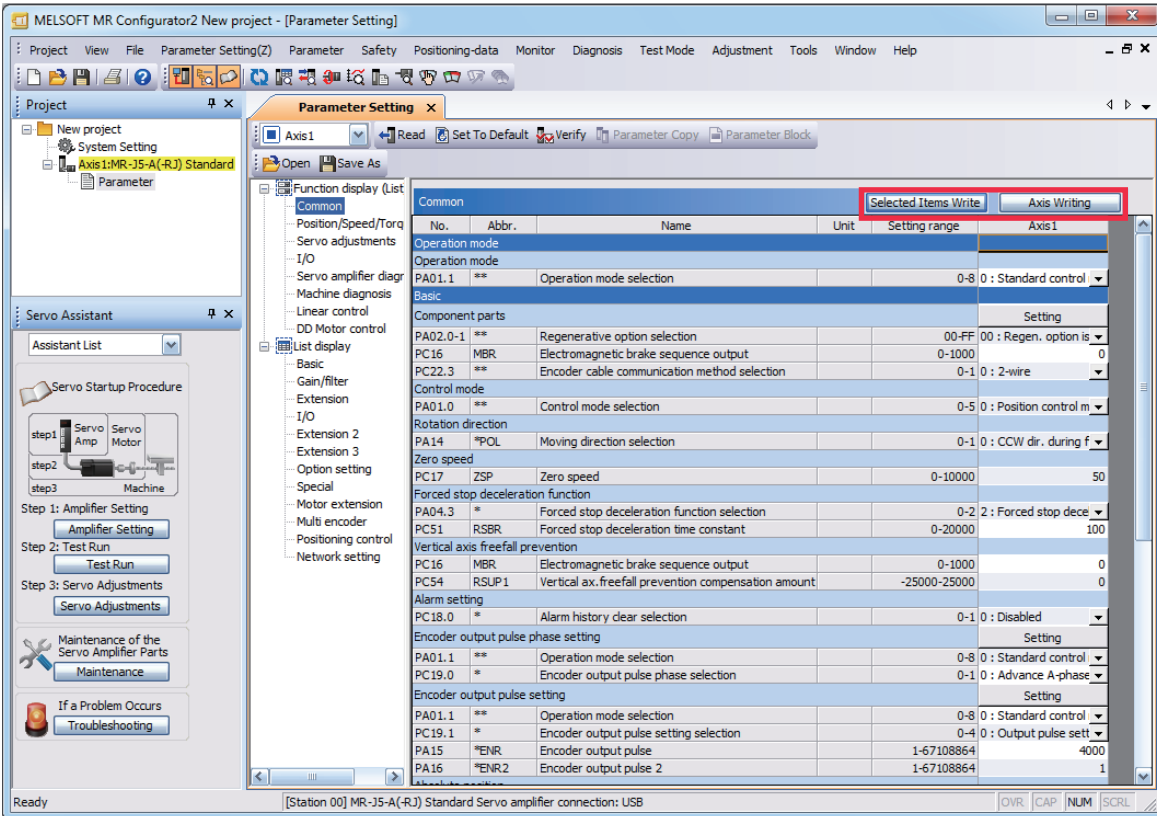 MELSOFT MR Configurator2 New project - [Parameter Setting]
Project View File Parameter Setting(Z) Parameter Safety Positioning-data Monitor Diagnosis Test Mode Adjustment Tools Window Help
Project
New project
System Setting
Axis1:MR-J5-A(-RJ) Standard
Parameter
Servo Assistant
Assistant List
Servo Startup Procedure
step1
Servo Amp
Servo Motor
step2
step3
Machine
Step 1: Amplifier Setting
Amplifier Setting
Step 2: Test Run
Test Run
Step 3: Servo Adjustments
Servo Adjustments
Maintenance of the
Servo Amplifier Parts
Maintenance
If a Problem Occurs
Troubleshooting
Parameter Setting
Axis1 Read Set To Default Verify Parameter Copy Parameter Block
Open Save As
Function display (List
Common
Position/Speed/Torq
Servo adjustments
I/O
Servo amplifier diagr
Machine diagnosis
Linear control
DD Motor control
List display
Basic
Gain/filter
Extension
I/O
Extension 2
Extension 3
Option setting
Special
Motor extension
Multi encoder
Positioning control
Network setting
Common Selected Items Write Axis Writing
No. Abbr. Name Unit Setting range Axis1
Operation mode
Operation mode
PA01.1 ** Operation mode selection 0-8 0 : Standard control
Basic
Component parts Setting
PA02.0-1 ** Regenerative option selection 00-FF 00 : Regen. option is
PC16 MBR Electromagnetic brake sequence output 0-1000 0
PC22.3 ** Encoder cable communication method selection 0-1 0 : 2-wire
Control mode
PA01.0 ** Control mode selection 0-5 0 : Position control m
Rotation direction
PA14 *POL Moving direction selection 0-1 0 : CCW dir. during f
Zero speed
PC17 ZSP Zero speed 0-10000 50
Forced stop deceleration function
PA04.3 * Forced stop deceleration function selection 0-2 2 : Forced stop dece
PC51 RSBR Forced stop deceleration time constant 0-20000 100
Vertical axis freefall prevention
PC16 MBR Electromagnetic brake sequence output 0-1000 0
PC54 RSUP1 Vertical ax.freefall prevention compensation amount -25000-25000 0
Alarm setting
PC18.0 * Alarm history clear selection 0-1 0 : Disabled
Encoder output pulse phase setting Setting
PA01.1 ** Operation mode selection 0-8 0 : Standard control
PC19.0 * Encoder output pulse phase selection 0-1 0 : Advance A-phase
Encoder output pulse setting Setting
PA01.1 ** Operation mode selection 0-8 0 : Standard control
PC19.1 * Encoder output pulse setting selection 0-4 0 : Output pulse sett
PA15 *ENR Encoder output pulse 1-67108864 4000
PA16 *ENR2 Encoder output pulse 2 1-67108864 1
Ready [Station 00] MR-J5-A(-RJ) Standard Servo amplifier connection: USB OVR CAP NUM SCRL